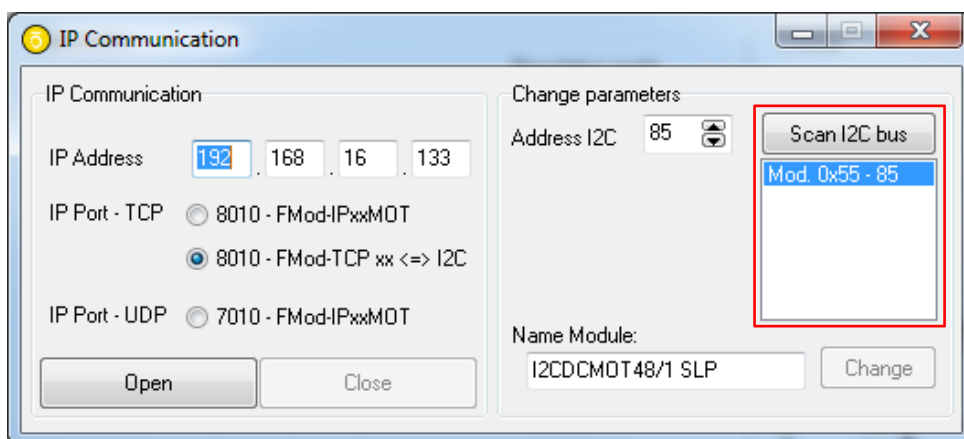 IP Communication
IP Communication
IP Address 192 . 168 . 16 . 133
IP Port - TCP 8010 - FMod-IPxxMOT
8010 - FMod-TCP xx <=> I2C
IP Port - UDP 7010 - FMod-IPxxMOT
Open Close
Change parameters
Address I2C 85 Scan I2C bus
Mod. 0x55 - 85
Name Module:
I2CDCMOT48/1 SLP Change